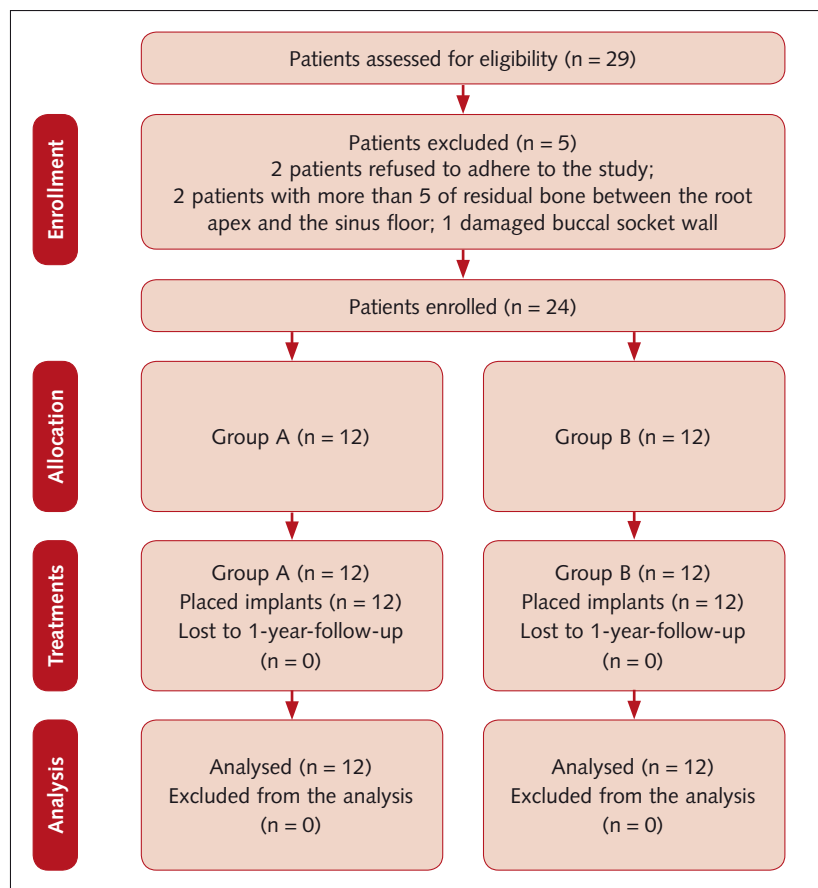 Patients assessed for eligibility (n = 29)
Enrollment
Patients excluded (n = 5)
2 patients refused to adhere to the study;
2 patients with more than 5 of residual bone between the root
apex and the sinus floor; 1 damaged buccal socket wall
Patients enrolled (n = 24)
Allocation
Group A (n = 12)
Group B (n = 12)
Treatments
Group A (n = 12)
Placed implants (n = 12)
Lost to 1-year-follow-up
(n = 0)
Group B (n = 12)
Placed implants (n = 12)
Lost to 1-year-follow-up
(n = 0)
Analysis
Analysed (n = 12)
Excluded from the analysis
(n = 0)
Analysed (n = 12)
Excluded from the analysis
(n = 0)